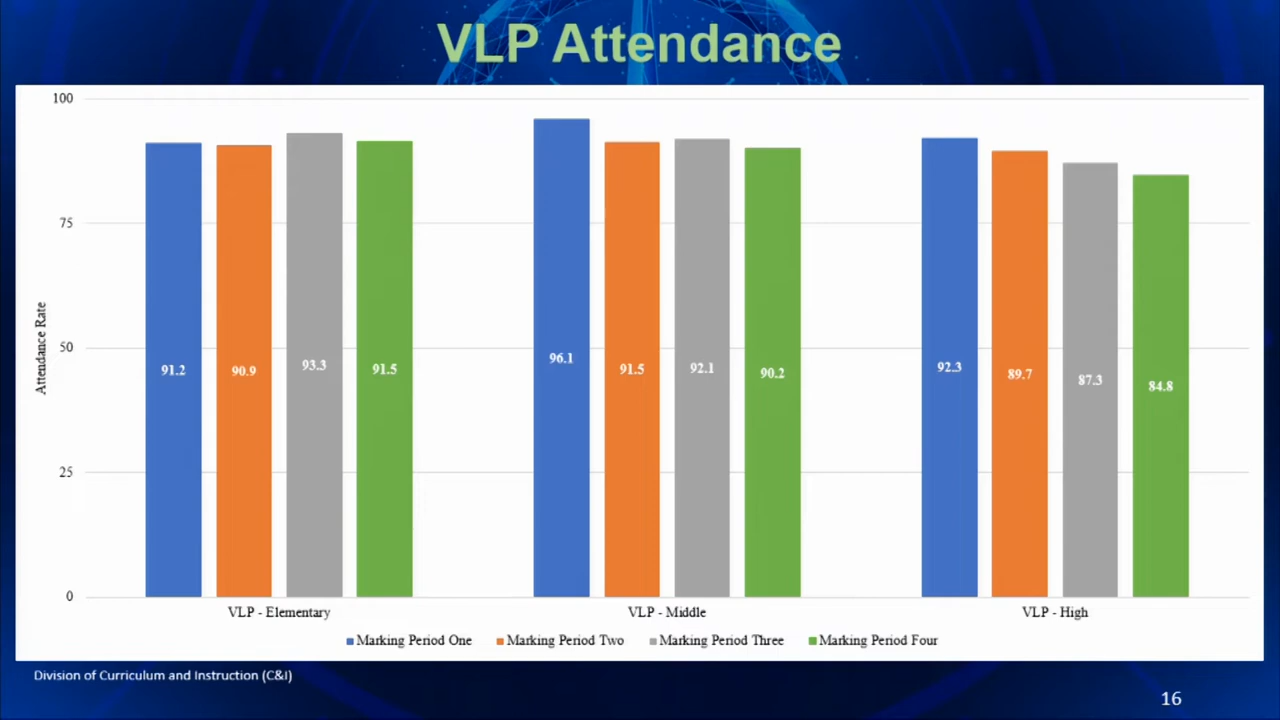 VLP Attendance
100
75
50
25
0
Attendance Rate
91.2
90.9
93.3
91.5
96.1
91.5
92.1
90.2
92.3
89.7
87.3
84.8
VLP - Elementary
VLP - Middle
VLP - High
Marking Period One
Marking Period Two
Marking Period Three
Marking Period Four
Division of Curriculum and Instruction (C&I)
16